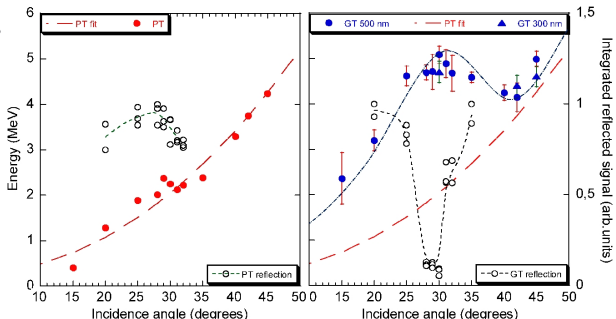 PT fit PT
GT 500 nm PT fit GT 300 nm
6
5
4
3
2
1
0
Energy (MeV)
1,5
1
0,5
0
Integrated reflected signal (arb.units)
PT reflection
GT reflection
10 15 20 25 30 35 40 45 50
0 15 20 25 30 35 40 45 50
Incidence angle (degrees)
Incidence angle (degrees)